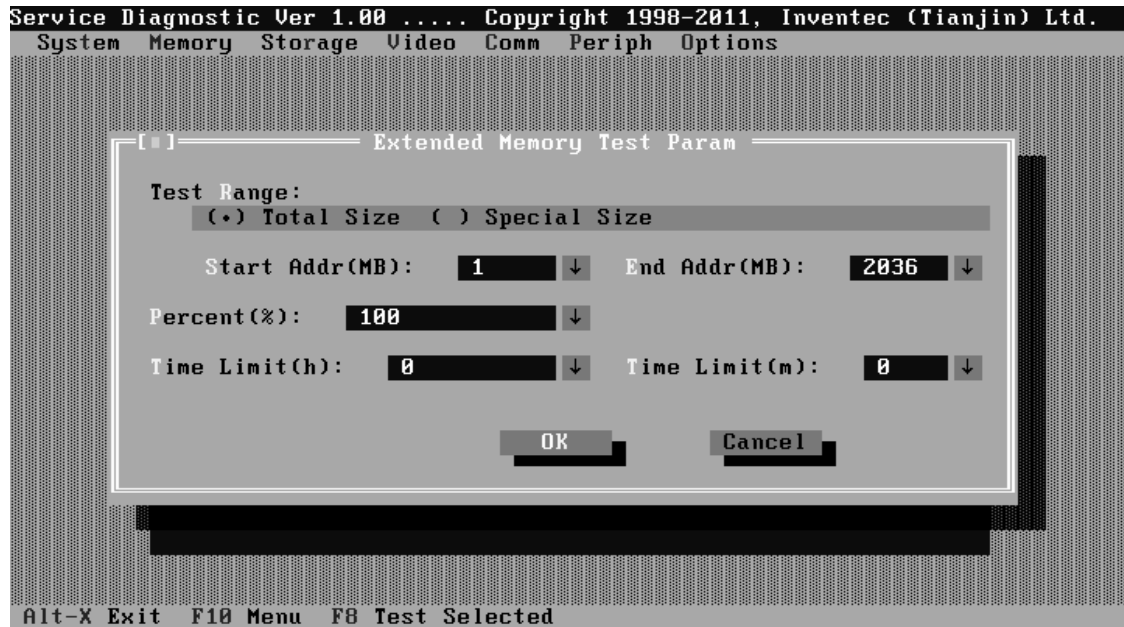 Service Diagnostic Ver 1.00 ..... Copyright 1998-2011, Inventec (Tianjin) Ltd.
System Memory Storage Video Comm Periph Options
[■] Extended Memory Test Param
Test Range:
(•) Total Size ( ) Special Size
Start Addr(MB): 1 ↓ End Addr(MB): 2036 ↓
Percent(%): 100 ↓
Time Limit(h): 0 ↓ Time Limit(m): 0 ↓
OK Cancel
Alt-X Exit F10 Menu F8 Test Selected